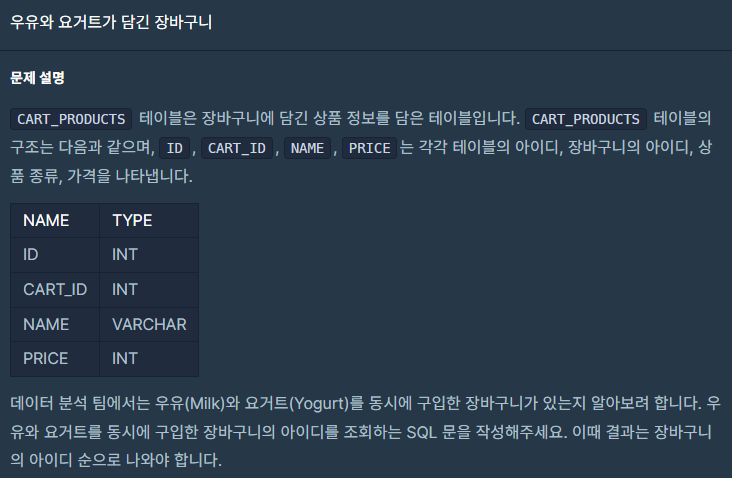 우유와 요거트가 담긴 장바구니
문제 설명
CART_PRODUCTS 테이블은 장바구니에 담긴 상품 정보를 담은 테이블입니다. CART_PRODUCTS 테이블의
구조는 다음과 같으며, ID, CART_ID, NAME, PRICE는 각각 테이블의 아이디, 장바구니의 아이디, 상
품 종류, 가격을 나타냅니다.
NAME TYPE
ID INT
CART_ID INT
NAME VARCHAR
PRICE INT
데이터 분석 팀에서는 우유(Milk)와 요거트(Yogurt)를 동시에 구입한 장바구니가 있는지 알아보려 합니다. 우
유와 요거트를 동시에 구입한 장바구니의 아이디를 조회하는 SQL 문을 작성해주세요. 이때 결과는 장바구니
의 아이디 순으로 나와야 합니다.